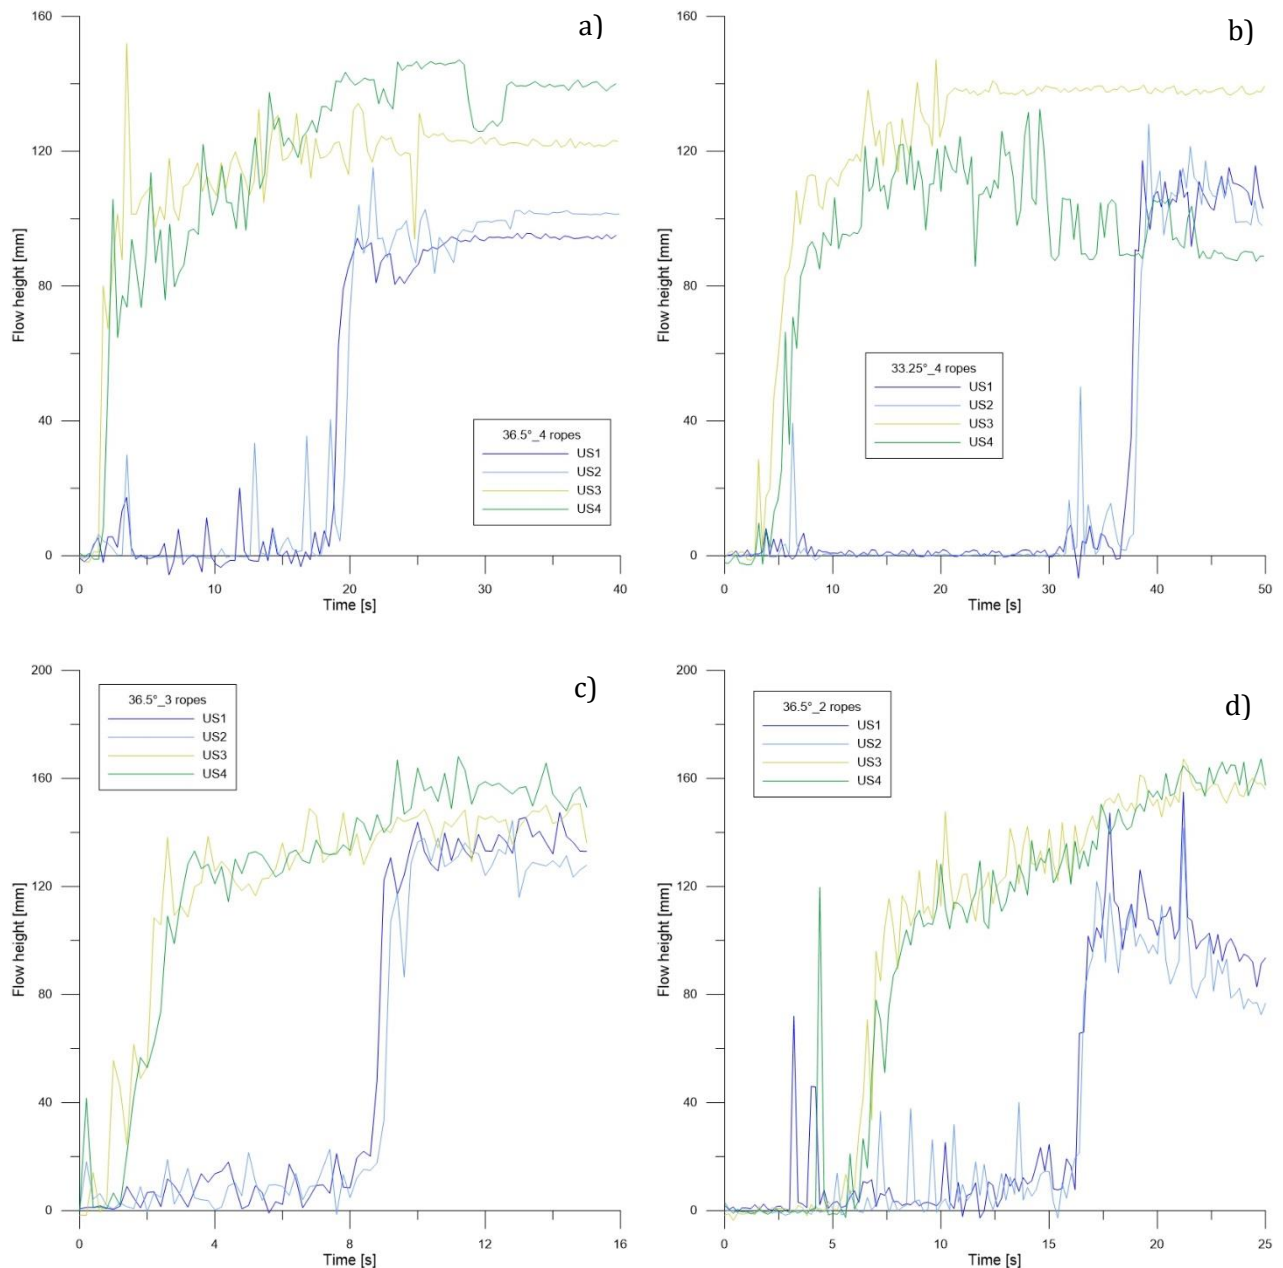 a)
160
120
80
40
0
Flow height [mm]
0 10 20 30 40
Time [s]
36.5°_4 ropes
US1
US2
US3
US4
b)
160
120
80
40
0
Flow height [mm]
0 10 20 30 40 50
Time [s]
33.25°_4 ropes
US1
US2
US3
US4
c)
200
160
120
80
40
0
Flow height [mm]
0 4 8 12 16
Time [s]
36.5°_3 ropes
US1
US2
US3
US4
d)
200
160
120
80
40
0
Flow height [mm]
0 5 10 15 20 25
Time [s]
36.5°_2 ropes
US1
US2
US3
US4